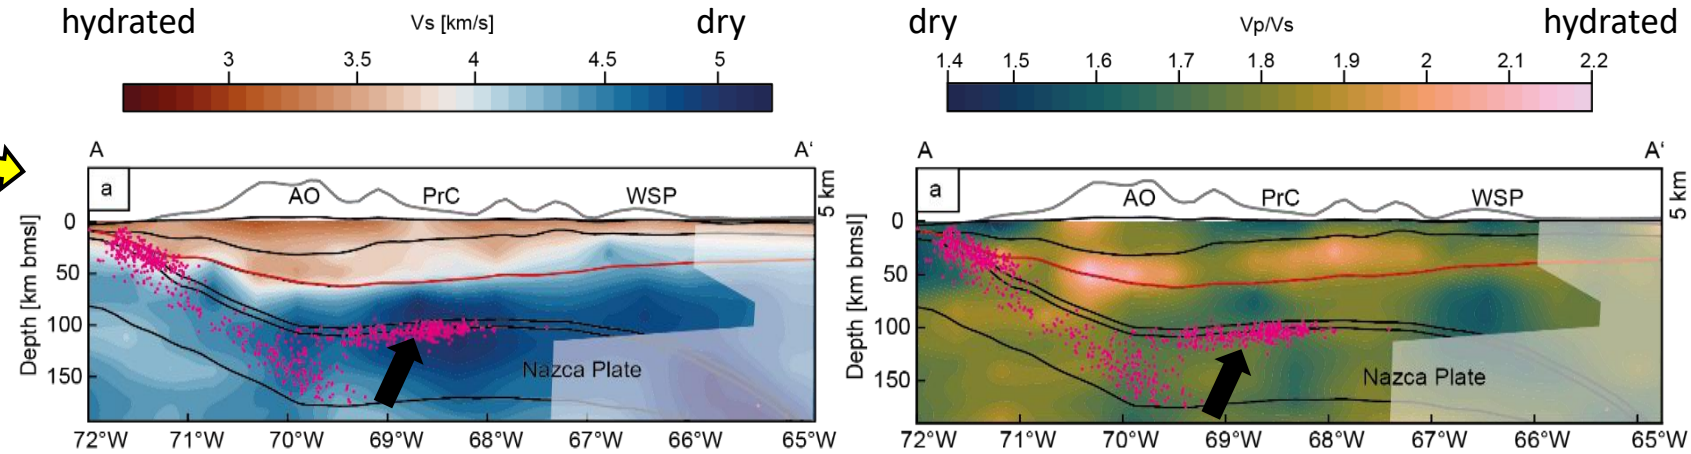 hydrated Vs [km/s] dry
3 3.5 4 4.5 5
A A'
a AO PrC WSP 5 km
Depth [km bmsl]
0
50
100
150
Nazca Plate
72°W 71°W 70°W 69°W 68°W 67°W 66°W 65°W
dry Vp/Vs hydrated
1.4 1.5 1.6 1.7 1.8 1.9 2 2.1 2.2
A A'
a AO PrC WSP 5 km
Depth [km bmsl]
0
50
100
150
Nazca Plate
72°W 71°W 70°W 69°W 68°W 67°W 66°W 65°W